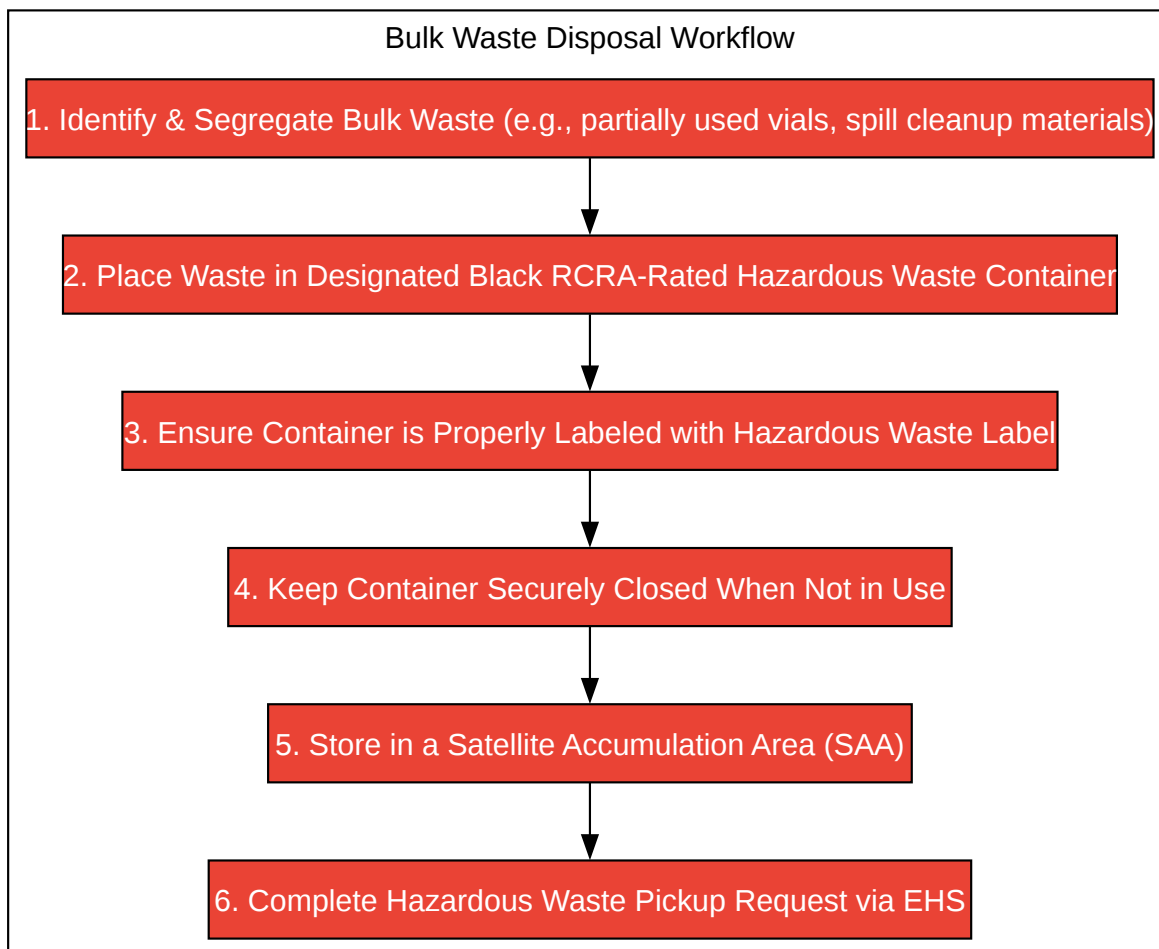 Bulk Waste Disposal Workflow
1. Identify & Segregate Bulk Waste (e.g., partially used vials, spill cleanup materials)
2. Place Waste in Designated Black RCRA-Rated Hazardous Waste Container
3. Ensure Container is Properly Labeled with Hazardous Waste Label
4. Keep Container Securely Closed When Not in Use
5. Store in a Satellite Accumulation Area (SAA)
6. Complete Hazardous Waste Pickup Request via EHS